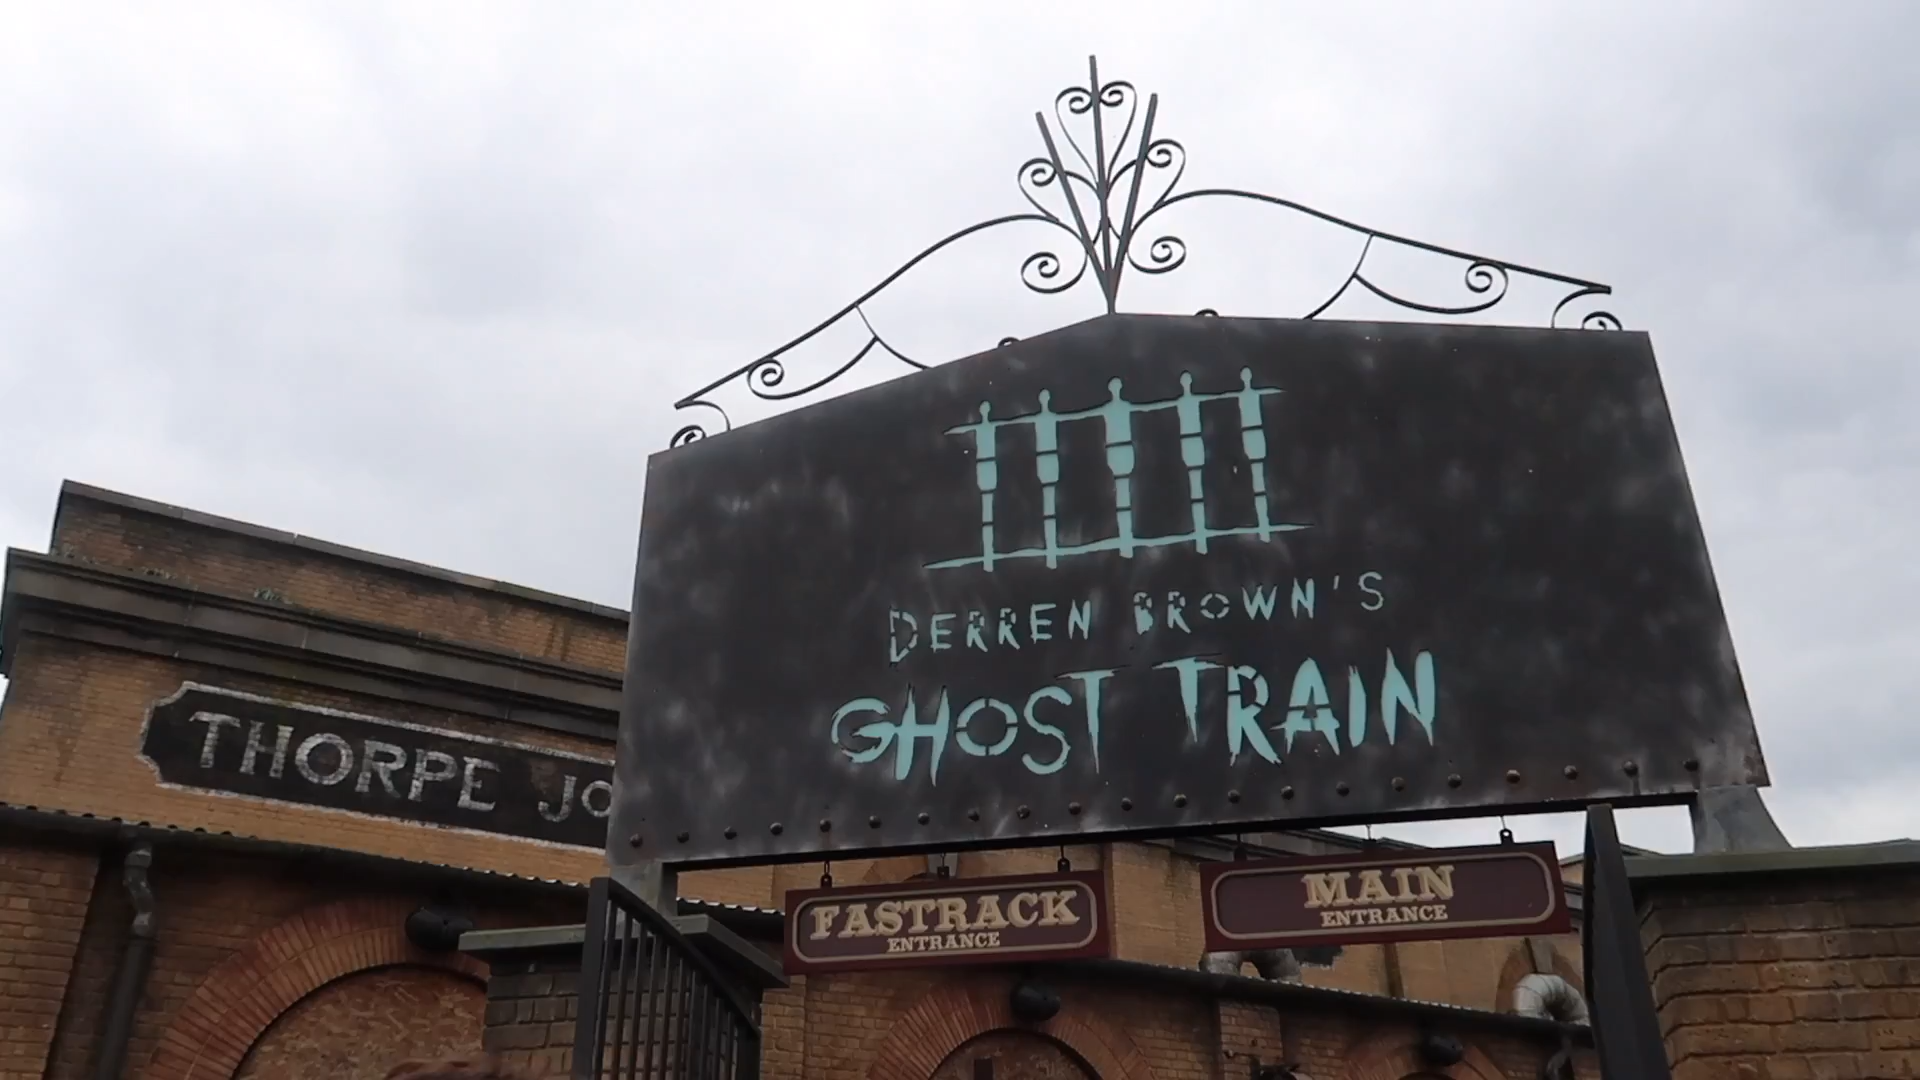 DERREN BROWN'S
GHOST TRAIN
THORPE
FASTRACK
ENTRANCE
MAIN
ENTRANCE